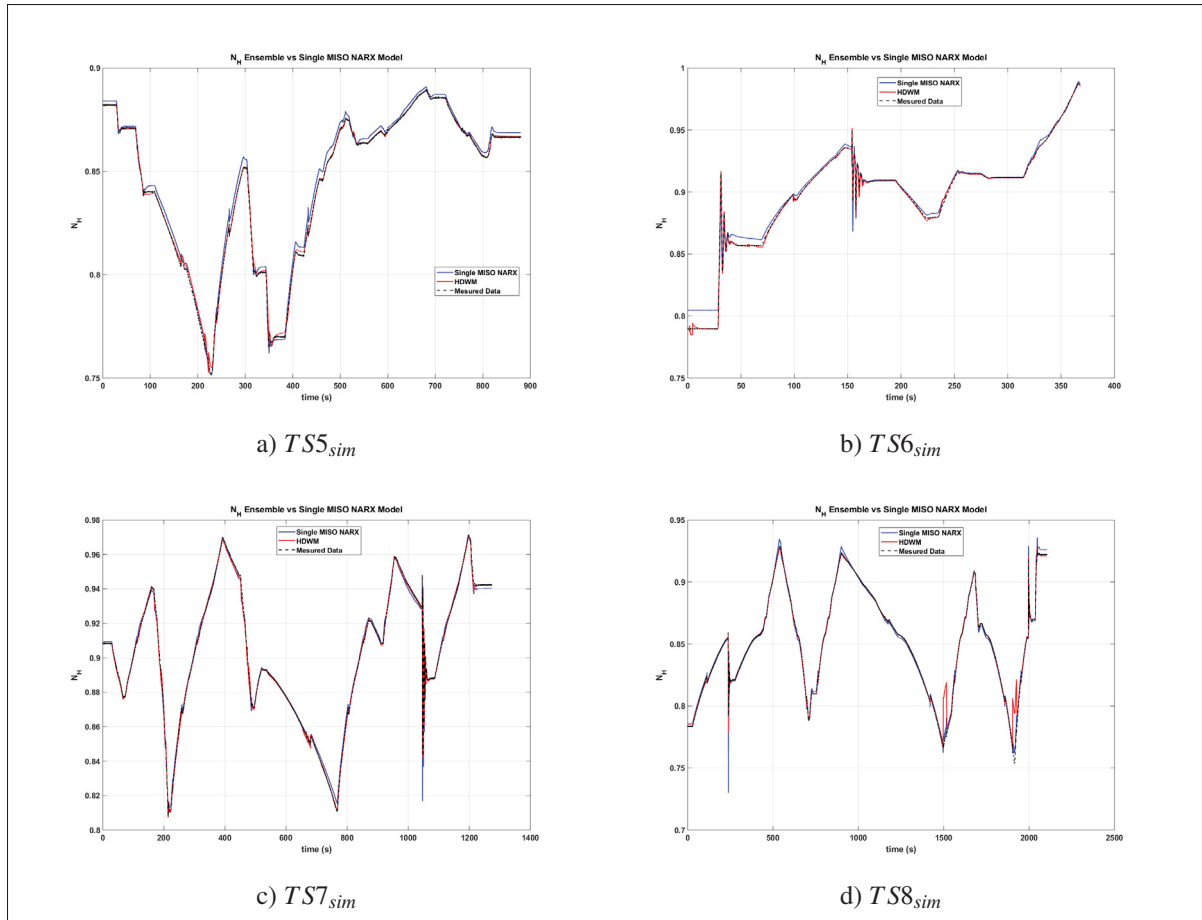 N_H Ensemble vs Single MISO NARX Model
0.9
0.85
0.8
0.75
N_H
Single MISO NARX
HDWM
Mesured Data
0 100 200 300 400 500 600 700 800 900
time (s)
a) TS5_sim
N_H Ensemble vs Single MISO NARX Model
1
0.95
0.9
0.85
0.8
0.75
N_H
Single MISO NARX
HDWM
Mesured Data
0 50 100 150 200 250 300 350 400
time (s)
b) TS6_sim
N_H Ensemble vs Single MISO NARX Model
0.98
0.96
0.94
0.92
0.9
0.88
0.86
0.84
0.82
0.8
N_H
Single MISO NARX
HDWM
Mesured Data
0 200 400 600 800 1000 1200 1400
time (s)
c) TS7_sim
N_H Ensemble vs Single MISO NARX Model
0.95
0.9
0.85
0.8
0.75
0.7
N_H
Single MISO NARX
HDWM
Mesured Data
0 500 1000 1500 2000 2500
time (s)
d) TS8_sim